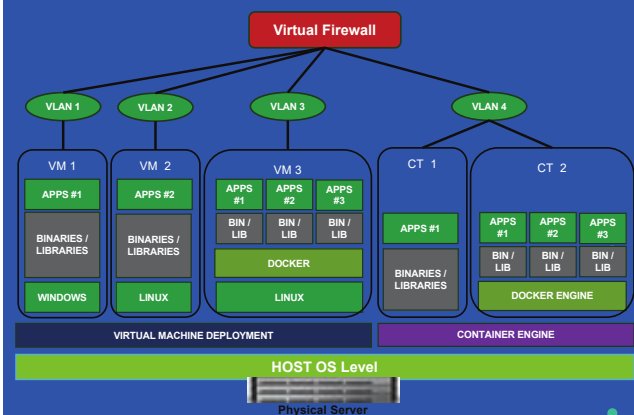 Virtual Firewall
VLAN 1
VLAN 2
VLAN 3
VLAN 4
VM 1
APPS #1
BINARIES /
LIBRARIES
WINDOWS
VM 2
APPS #2
BINARIES /
LIBRARIES
LINUX
VM 3
APPS
#1
APPS
#2
APPS
#3
BIN /
LIB
BIN /
LIB
BIN /
LIB
DOCKER
LINUX
CT 1
APPS #1
BINARIES /
LIBRARIES
CT 2
APPS
#1
APPS
#2
APPS
#3
BIN /
LIB
BIN /
LIB
BIN /
LIB
DOCKER ENGINE
VIRTUAL MACHINE DEPLOYMENT
CONTAINER ENGINE
HOST OS Level
Physical Server